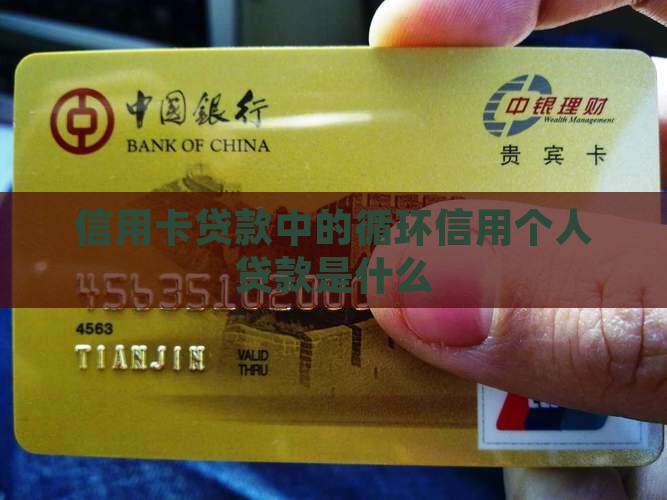 中国银行
BANK OF CHINA
中银理财
Wealth Management
贵宾卡
信用卡贷款中的循环信用个人
贷款是什么
4563
TIANJIN
VALID
THRU